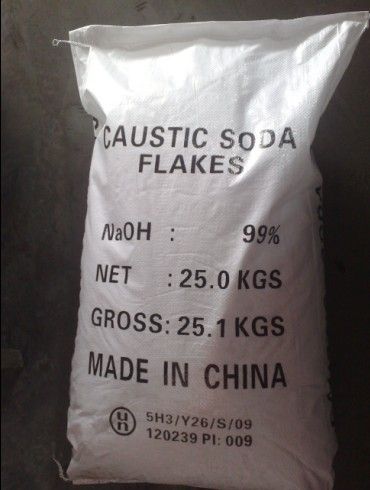 CAUSTIC SODA
FLAKES
NaOH : 99%
NET : 25.0 KGS
GROSS: 25.1 KGS
MADE IN CHINA
un 5H3/Y26/S/09
120239 PI: 009